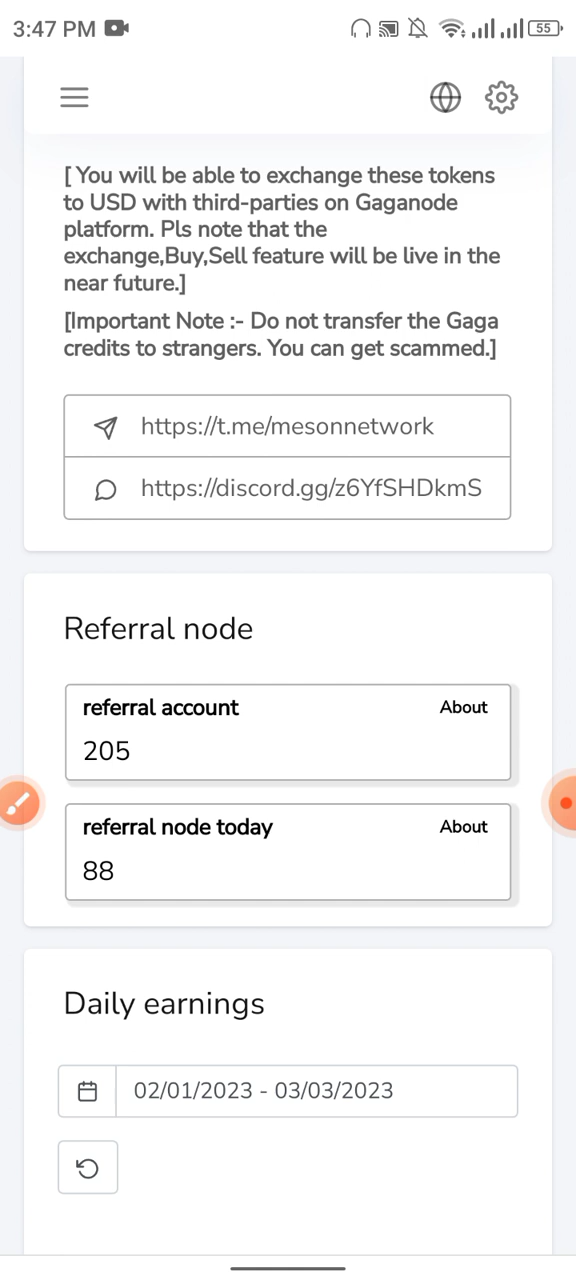 3:47 PM
55
[ You will be able to exchange these tokens
to USD with third-parties on Gaganode
platform. Pls note that the
exchange,Buy,Sell feature will be live in the
near future.]
[Important Note :- Do not transfer the Gaga
credits to strangers. You can get scammed.]
https://t.me/mesonnetwork
https://discord.gg/z6YfSHDkmS
Referral node
referral account About
205
referral node today About
88
Daily earnings
02/01/2023 - 03/03/2023